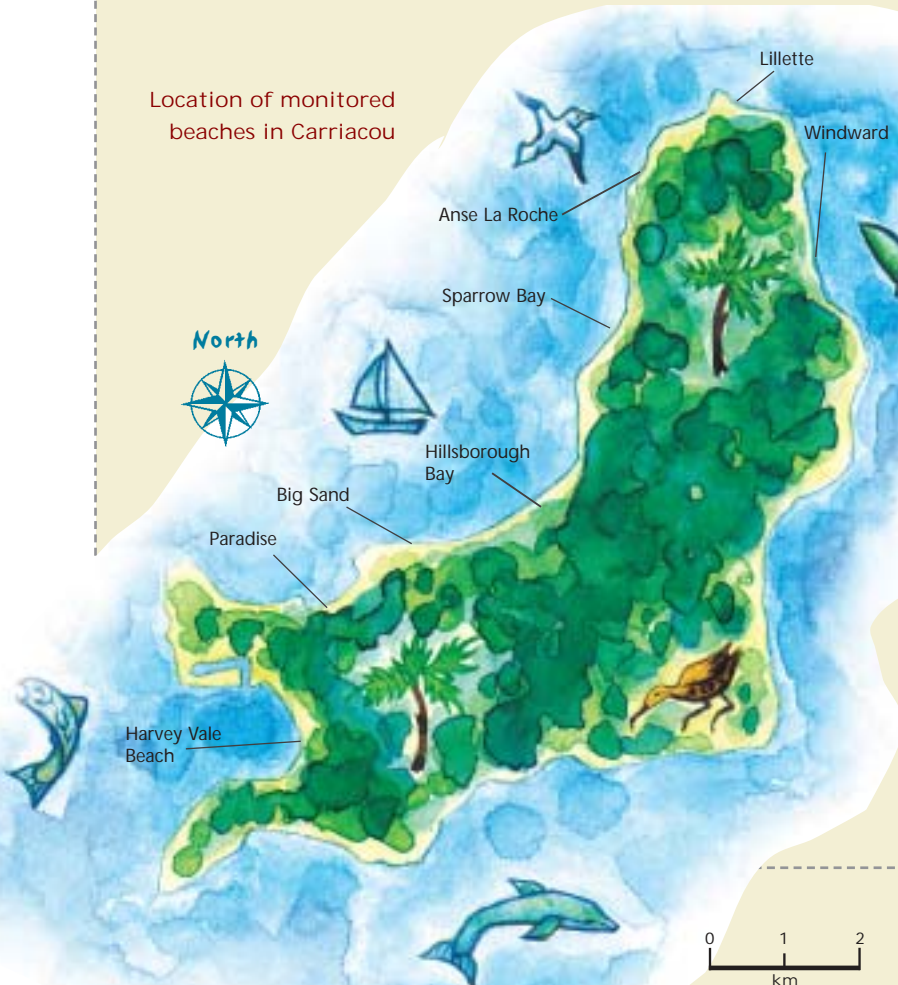 Location of monitored
beaches in Carriacou
Lillette
Windward
Anse La Roche
Sparrow Bay
North
Hillsborough
Bay
Big Sand
Paradise
Harvey Vale
Beach
0 1 2
km